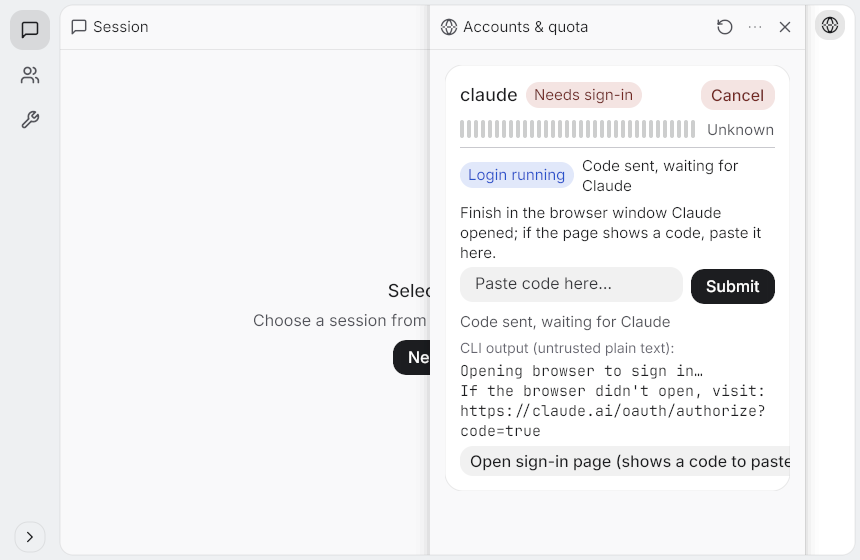 Session
Accounts & quota
claude
Needs sign-in
Cancel
Unknown
Login running
Code sent, waiting for
Claude
Finish in the browser window Claude
opened; if the page shows a code, paste it
here.
Paste code here...
Submit
Code sent, waiting for Claude
CLI output (untrusted plain text):
Opening browser to sign in…
If the browser didn't open, visit:
https://claude.ai/oauth/authorize?
code=true
Open sign-in page (shows a code to paste
Selec
Choose a session from
Ne